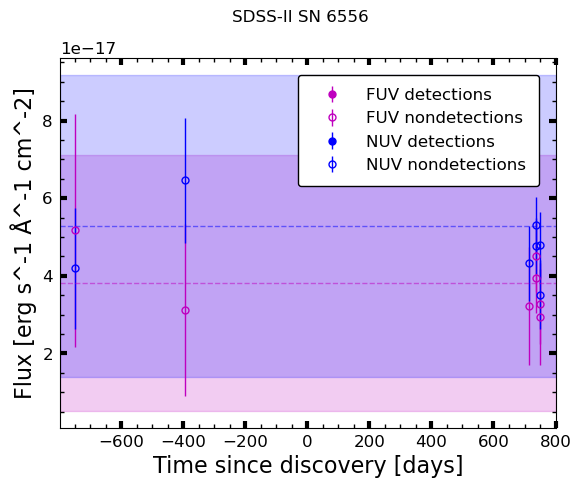 SDSS-II SN 6556
1e−17
FUV detections
FUV nondetections
NUV detections
NUV nondetections
8
6
4
2
Flux [erg s^-1 Å^-1 cm^-2]
−600 −400 −200 0 200 400 600 800
Time since discovery [days]